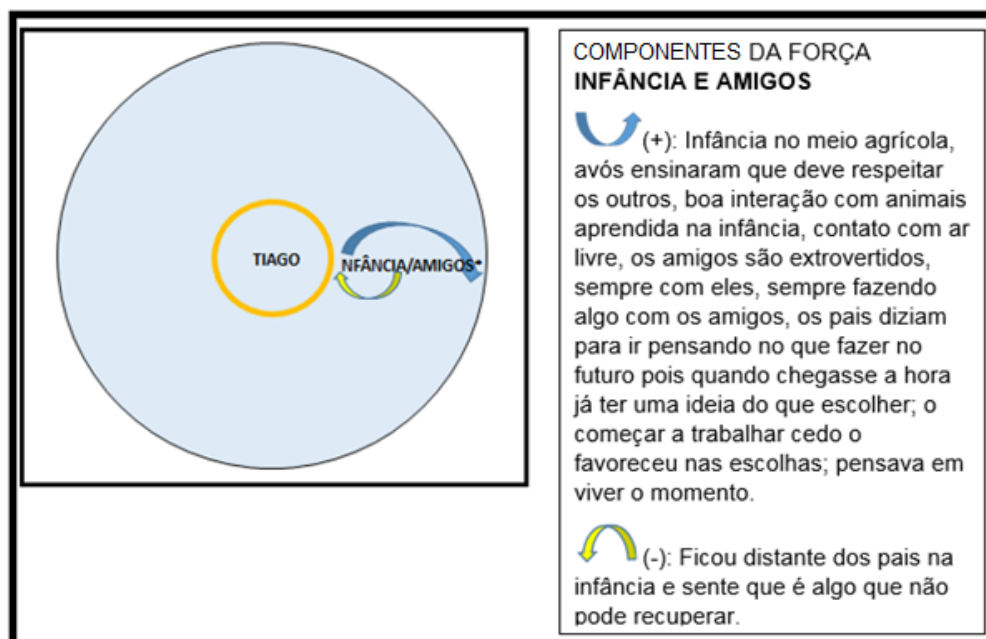 TIAGO
NFÂNCIA/AMIGOS*
COMPONENTES DA FORÇA
INFÂNCIA E AMIGOS
(+): Infância no meio agrícola,
avós ensinaram que deve respeitar
os outros, boa interação com animais
aprendida na infância, contato com ar
livre, os amigos são extrovertidos,
sempre com eles, sempre fazendo
algo com os amigos, os pais diziam
para ir pensando no que fazer no
futuro pois quando chegasse a hora
já ter uma ideia do que escolher; o
começar a trabalhar cedo o
favoreceu nas escolhas; pensava em
viver o momento.
(-): Ficou distante dos pais na
infância e sente que é algo que não
pode recuperar.